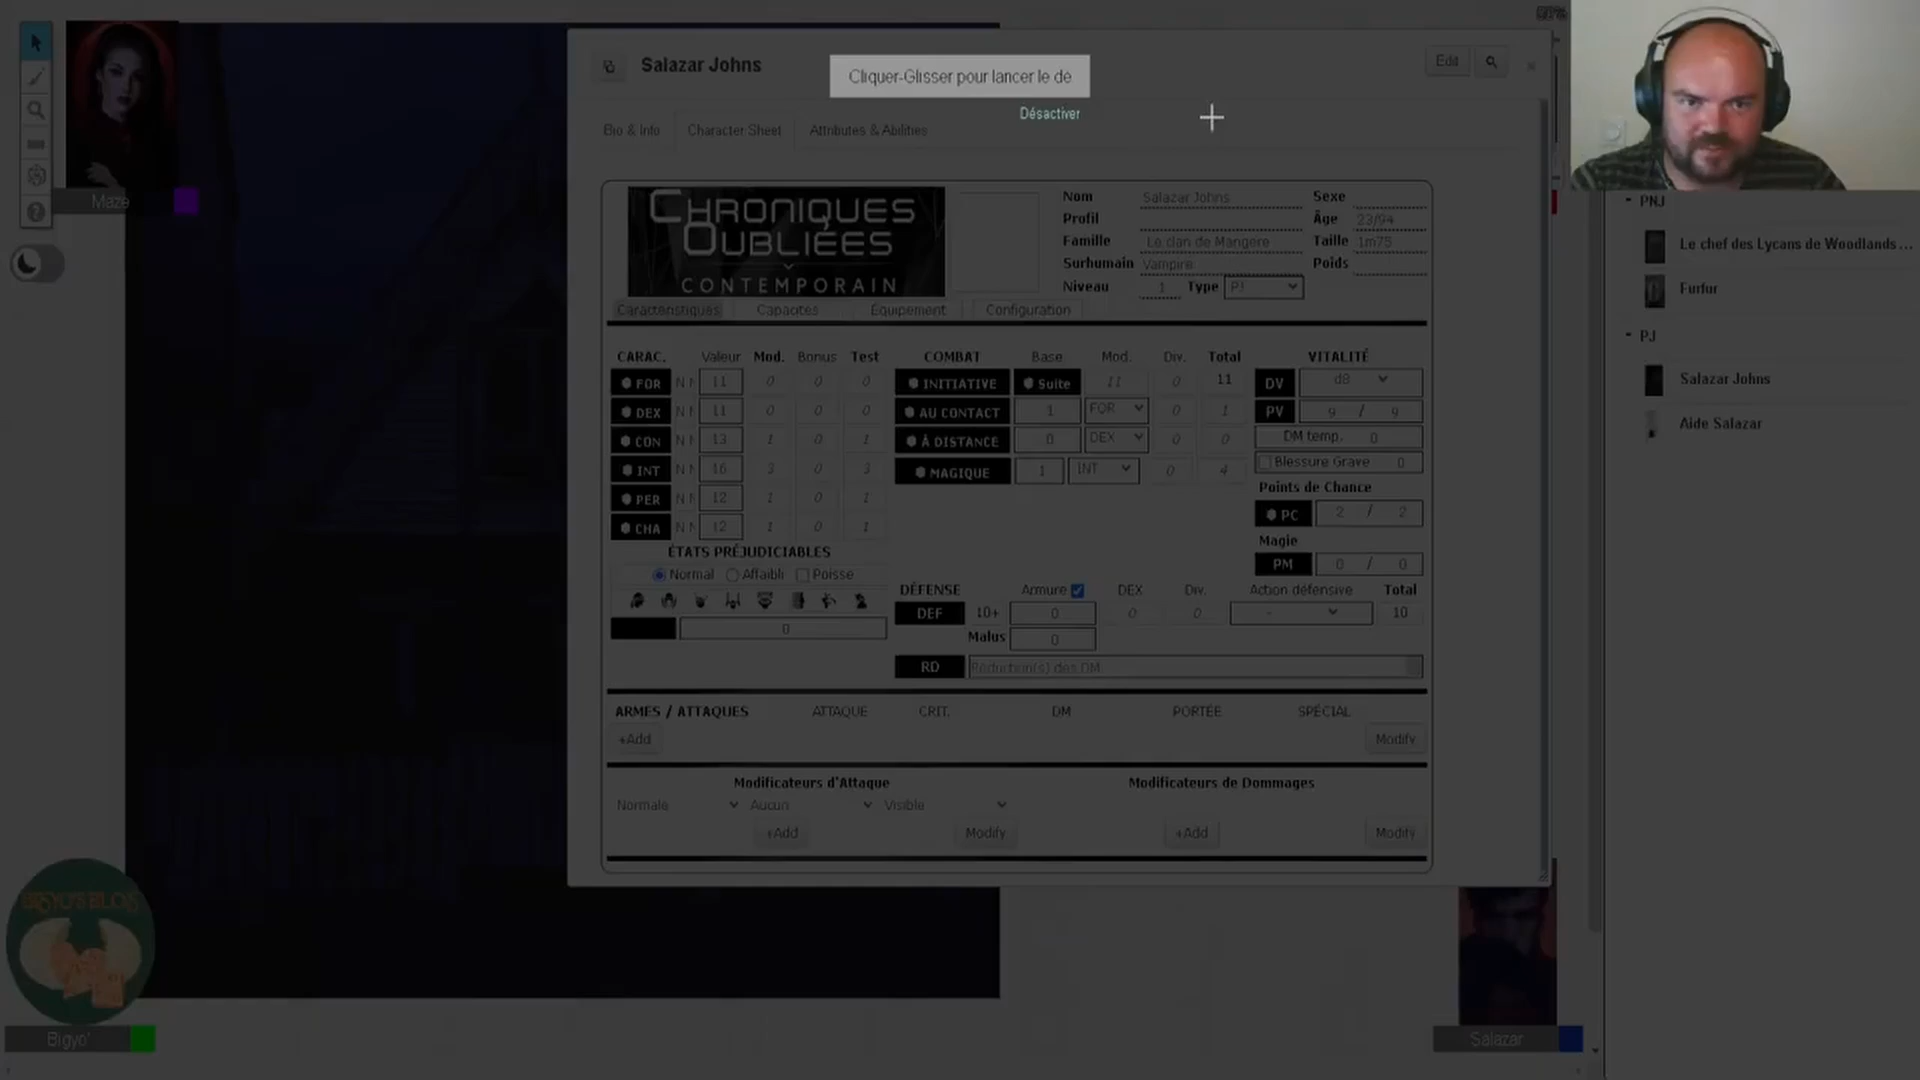 Salazar Johns
Cliquer-Glisser pour lancer le dé
Edit
Désactiver
Bio & Info
Character Sheet
Attributes & Abilities
Maze
CHRONIQUES
OUBLIÉES
CONTEMPORAIN
Nom Salazar Johns Sexe
Profil Âge 23/94
Famille Le clan de Mangere Taille 1m75
Surhumain Vampire Poids
Niveau 1 Type PJ
Caractéristiques Capacités Équipement Configuration
CARAC. Valeur Mod. Bonus Test
FOR N 11 0 0 0
DEX N 11 0 0 0
CON N 13 1 0 1
INT N 16 3 0 3
PER N 12 1 0 1
CHA N 12 1 0 1
COMBAT Base Mod. Div. Total
INITIATIVE Suite 11 0 11
AU CONTACT 1 FOR 0 1
À DISTANCE 0 DEX 0 0
MAGIQUE 1 INT 0 4
VITALITÉ
DV d8
PV 9 / 9
DM temp. 0
Blessure Grave 0
Points de Chance
PC 2 / 2
Magie
PM 0 / 0
ÉTATS PRÉJUDICIABLES
Normal Affaibli Poisse
0
DÉFENSE Armure DEX Div. Action défensive Total
DEF 10+ 0 0 0 - 10
Malus 0
RD Réduction(s) des DM
ARMES / ATTAQUES ATTAQUE CRIT. DM PORTÉE SPÉCIAL
+Add Modify
Modificateurs d'Attaque Modificateurs de Dommages
Normale Aucun Visible
+Add Modify +Add Modify
PNJ
Le chef des Lycans de Woodlands ...
Furfur
PJ
Salazar Johns
Aide Salazar
BIGYO'S BLOG
Bigyo'
Salazar